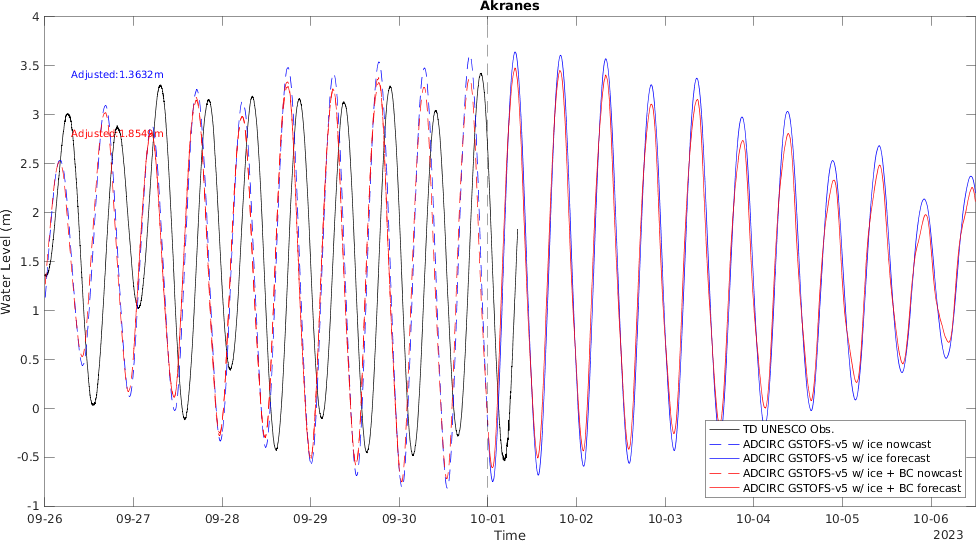 Akranes
4
3.5
3
2.5
2
1.5
1
0.5
0
-0.5
-1
Water Level (m)
Adjusted:1.3632m
Adjusted:1.8549m
TD UNESCO Obs.
ADCIRC GSTOFS-v5 w/ ice nowcast
ADCIRC GSTOFS-v5 w/ ice forecast
ADCIRC GSTOFS-v5 w/ ice + BC nowcast
ADCIRC GSTOFS-v5 w/ ice + BC forecast
09-26 09-27 09-28 09-29 09-30 10-01 10-02 10-03 10-04 10-05 10-06
Time
2023